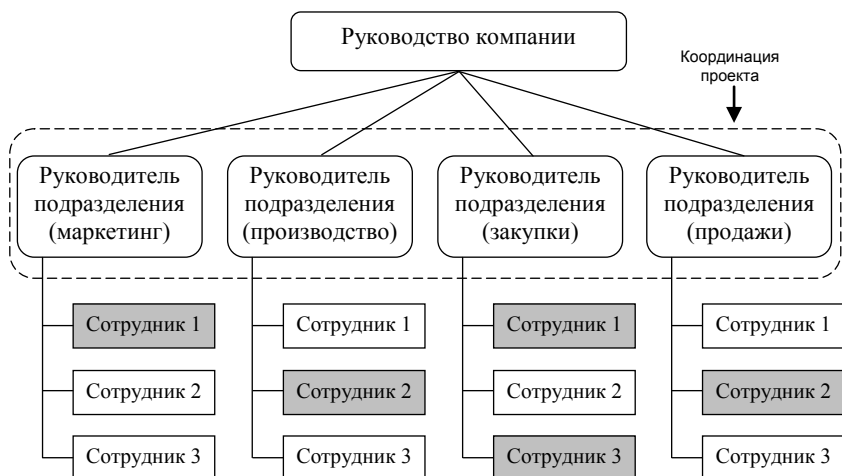 Руководство компании
Координация
проекта
Руководитель
подразделения
(маркетинг)
Руководитель
подразделения
(производство)
Руководитель
подразделения
(закупки)
Руководитель
подразделения
(продажи)
Сотрудник 1
Сотрудник 1
Сотрудник 1
Сотрудник 1
Сотрудник 2
Сотрудник 2
Сотрудник 2
Сотрудник 2
Сотрудник 3
Сотрудник 3
Сотрудник 3
Сотрудник 3